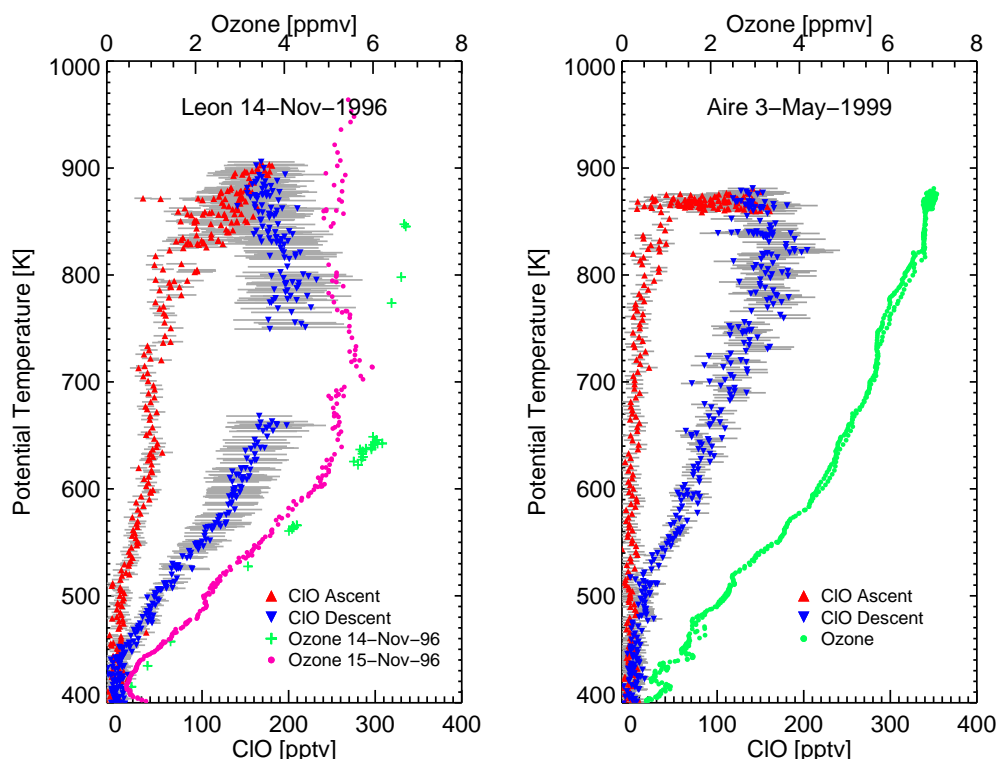 Ozone [ppmv]
0 2 4 6 8
Leon 14−Nov−1996
1000
900
800
700
600
500
400
Potential Temperature [K]
ClO Ascent
ClO Descent
Ozone 14−Nov−96
Ozone 15−Nov−96
0 100 200 300 400
ClO [pptv]
Ozone [ppmv]
0 2 4 6 8
Aire 3−May−1999
1000
900
800
700
600
500
400
Potential Temperature [K]
ClO Ascent
ClO Descent
Ozone
0 100 200 300 400
ClO [pptv]